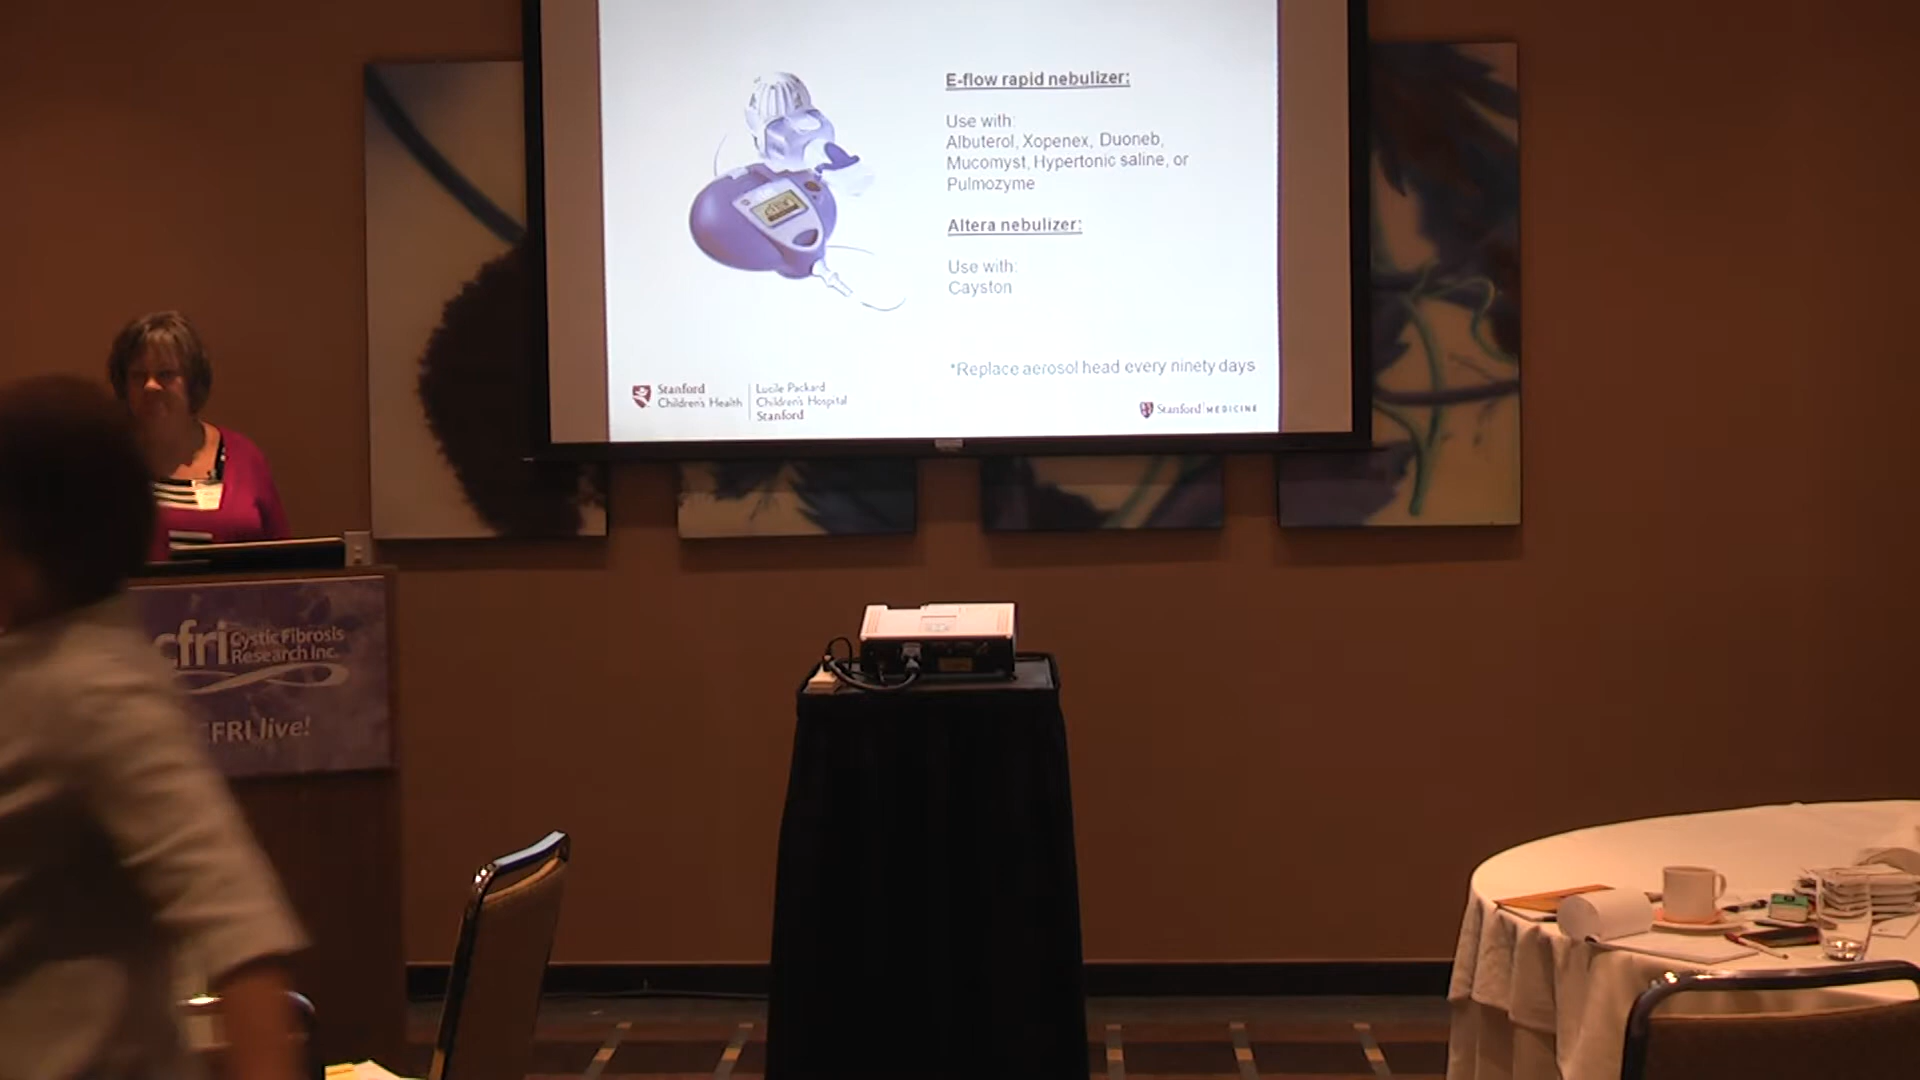 E-flow rapid nebulizer:
Use with:
Albuterol, Xopenex, Duoneb,
Mucomyst, Hypertonic saline, or
Pulmozyme
Altera nebulizer:
Use with:
Cayston
*Replace aerosol head every ninety days
Stanford
Children's Health
Lucile Packard
Children's Hospital
Stanford
Stanford MEDICINE
cfri Cystic Fibrosis
Research Inc.
CFRI live!